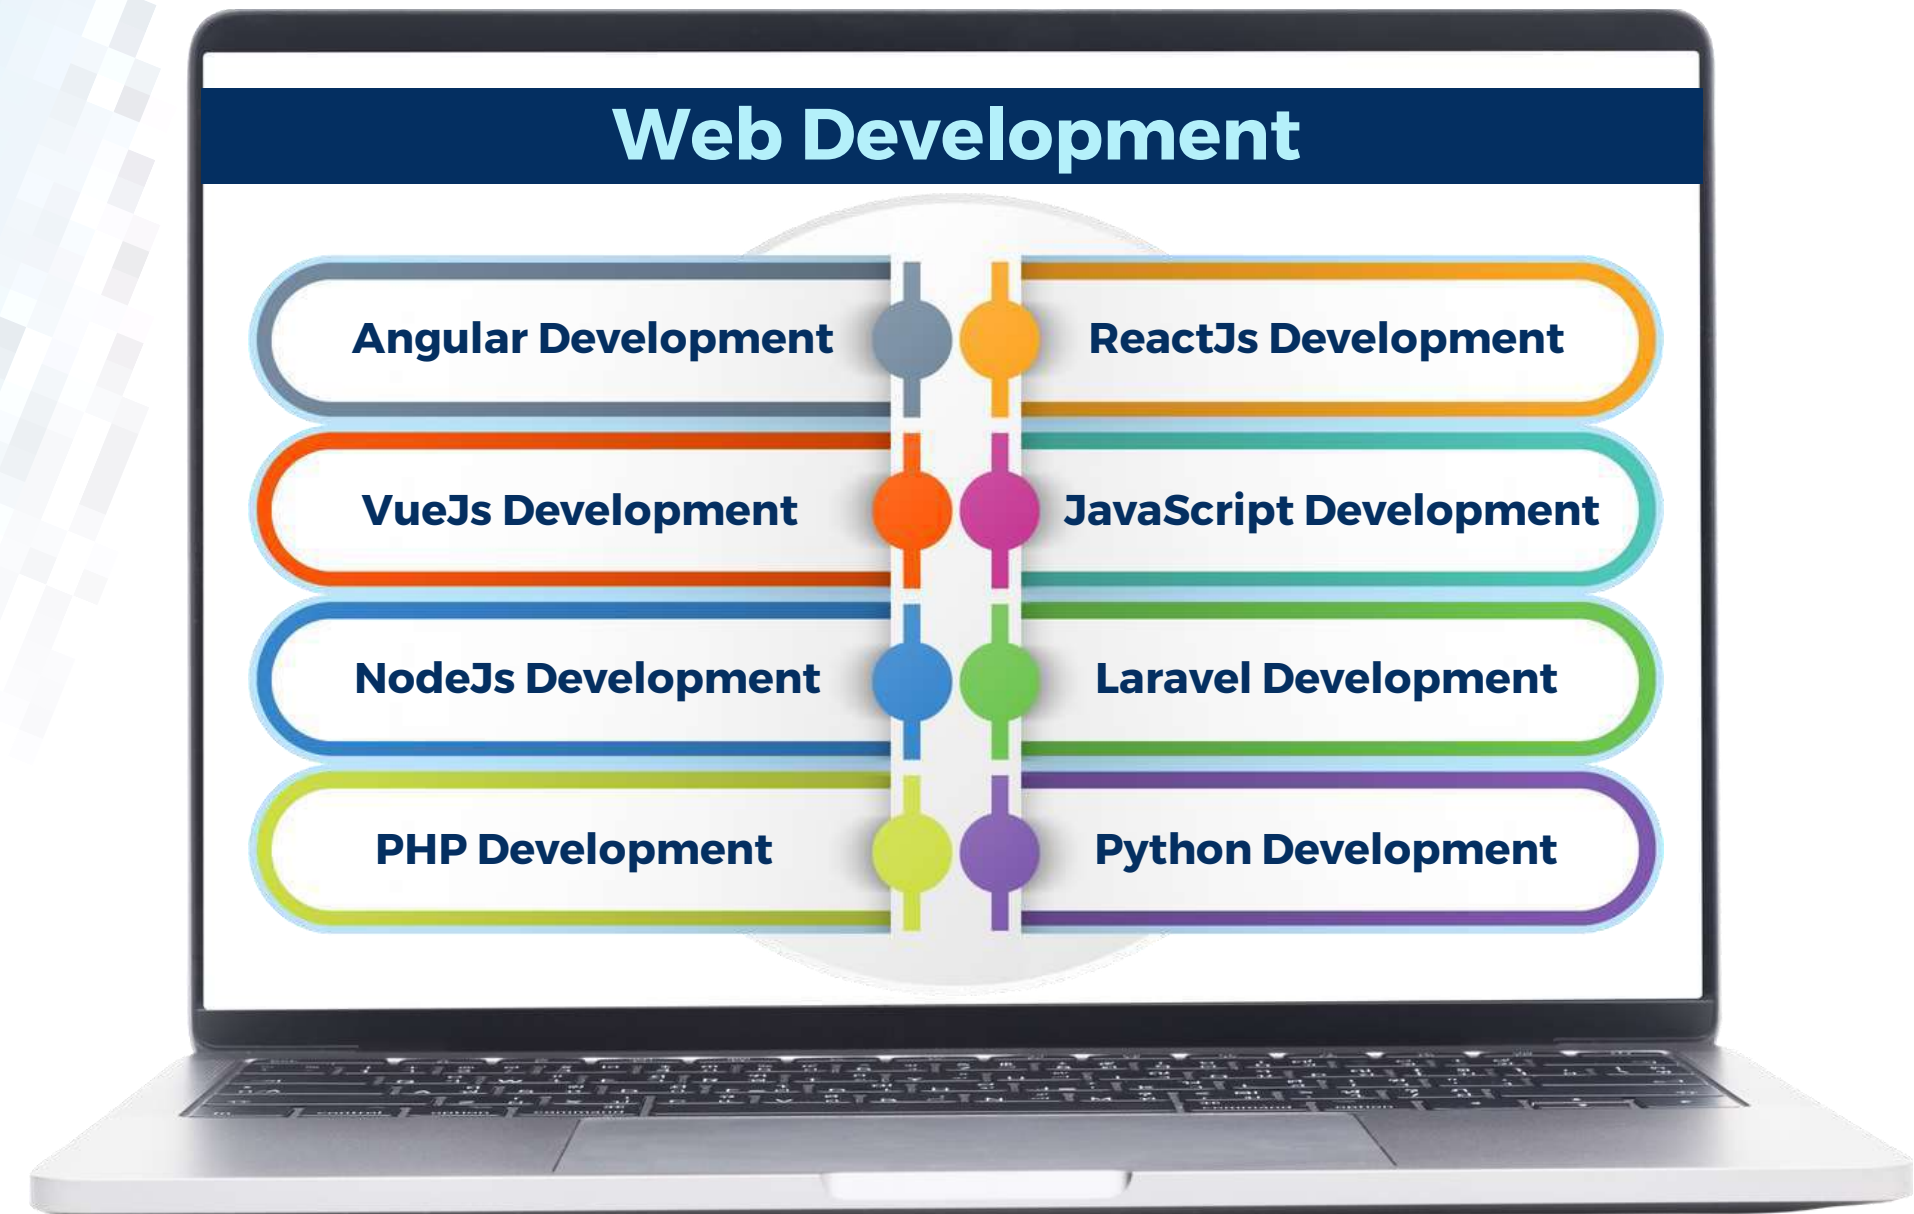 Web Development
Angular Development
ReactJs Development
VueJs Development
JavaScript Development
NodeJs Development
Laravel Development
PHP Development
Python Development